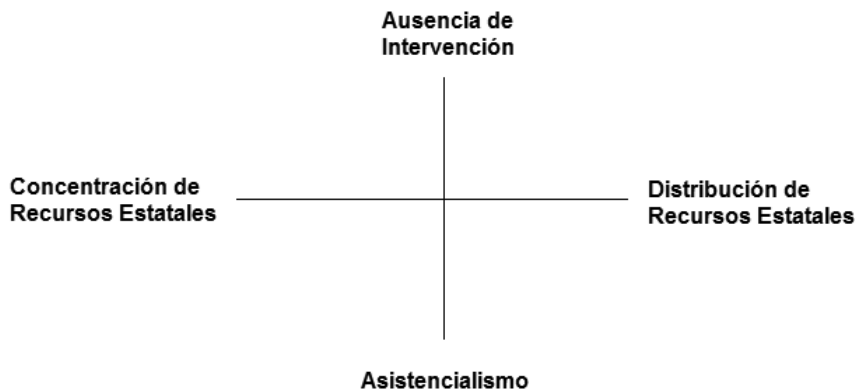 Ausencia de
Intervención
Concentración de
Recursos Estatales
Distribución de
Recursos Estatales
Asistencialismo